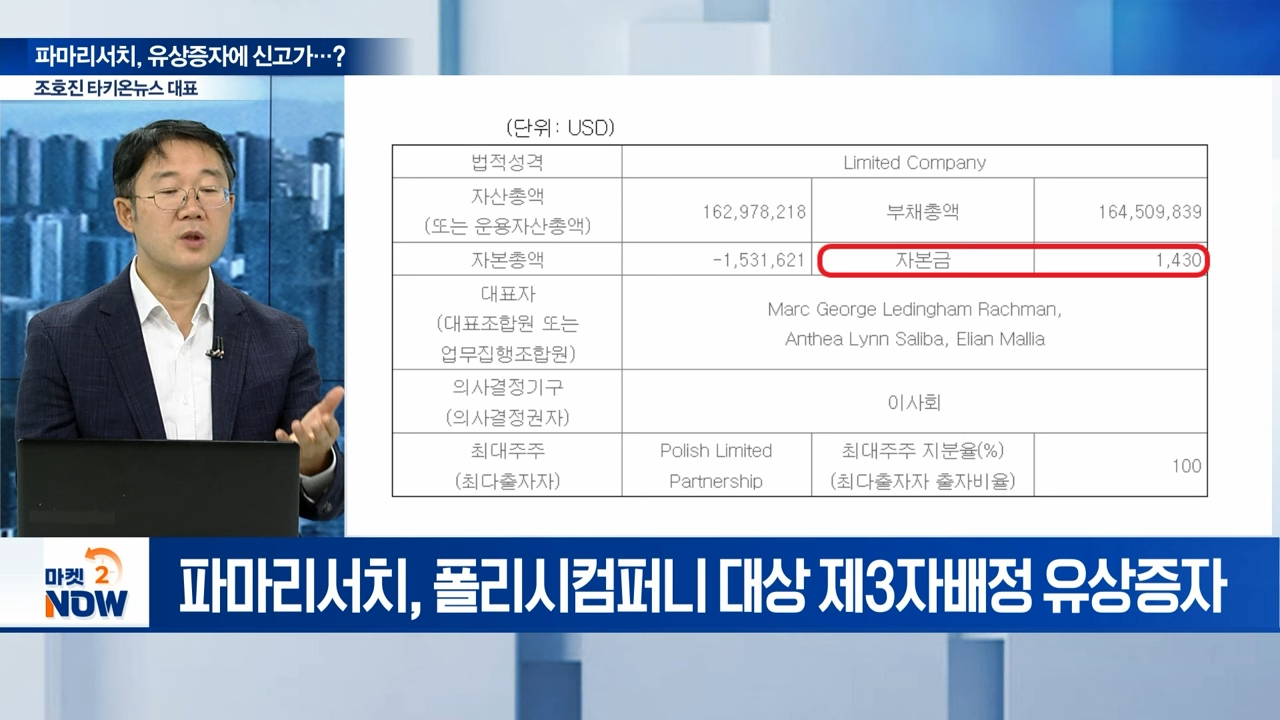 파마리서치, 유상증자에 신고가…?
조호진 타키온뉴스 대표
(단위: USD)
법적성격 Limited Company
자산총액
(또는 운용자산총액) 162,978,218 부채총액 164,509,839
자본총액 -1,531,621 자본금 1,430
대표자
(대표조합원 또는
업무집행조합원)
Marc George Ledingham Rachman,
Anthea Lynn Saliba, Elian Mallia
의사결정기구
(의사결정권자)
이사회
최대주주
(최다출자자)
Polish Limited
Partnership
최대주주 지분율(%)
(최다출자자 출자비율)
100
마켓 2
NOW
파마리서치, 폴리시컴퍼니 대상 제3자배정 유상증자